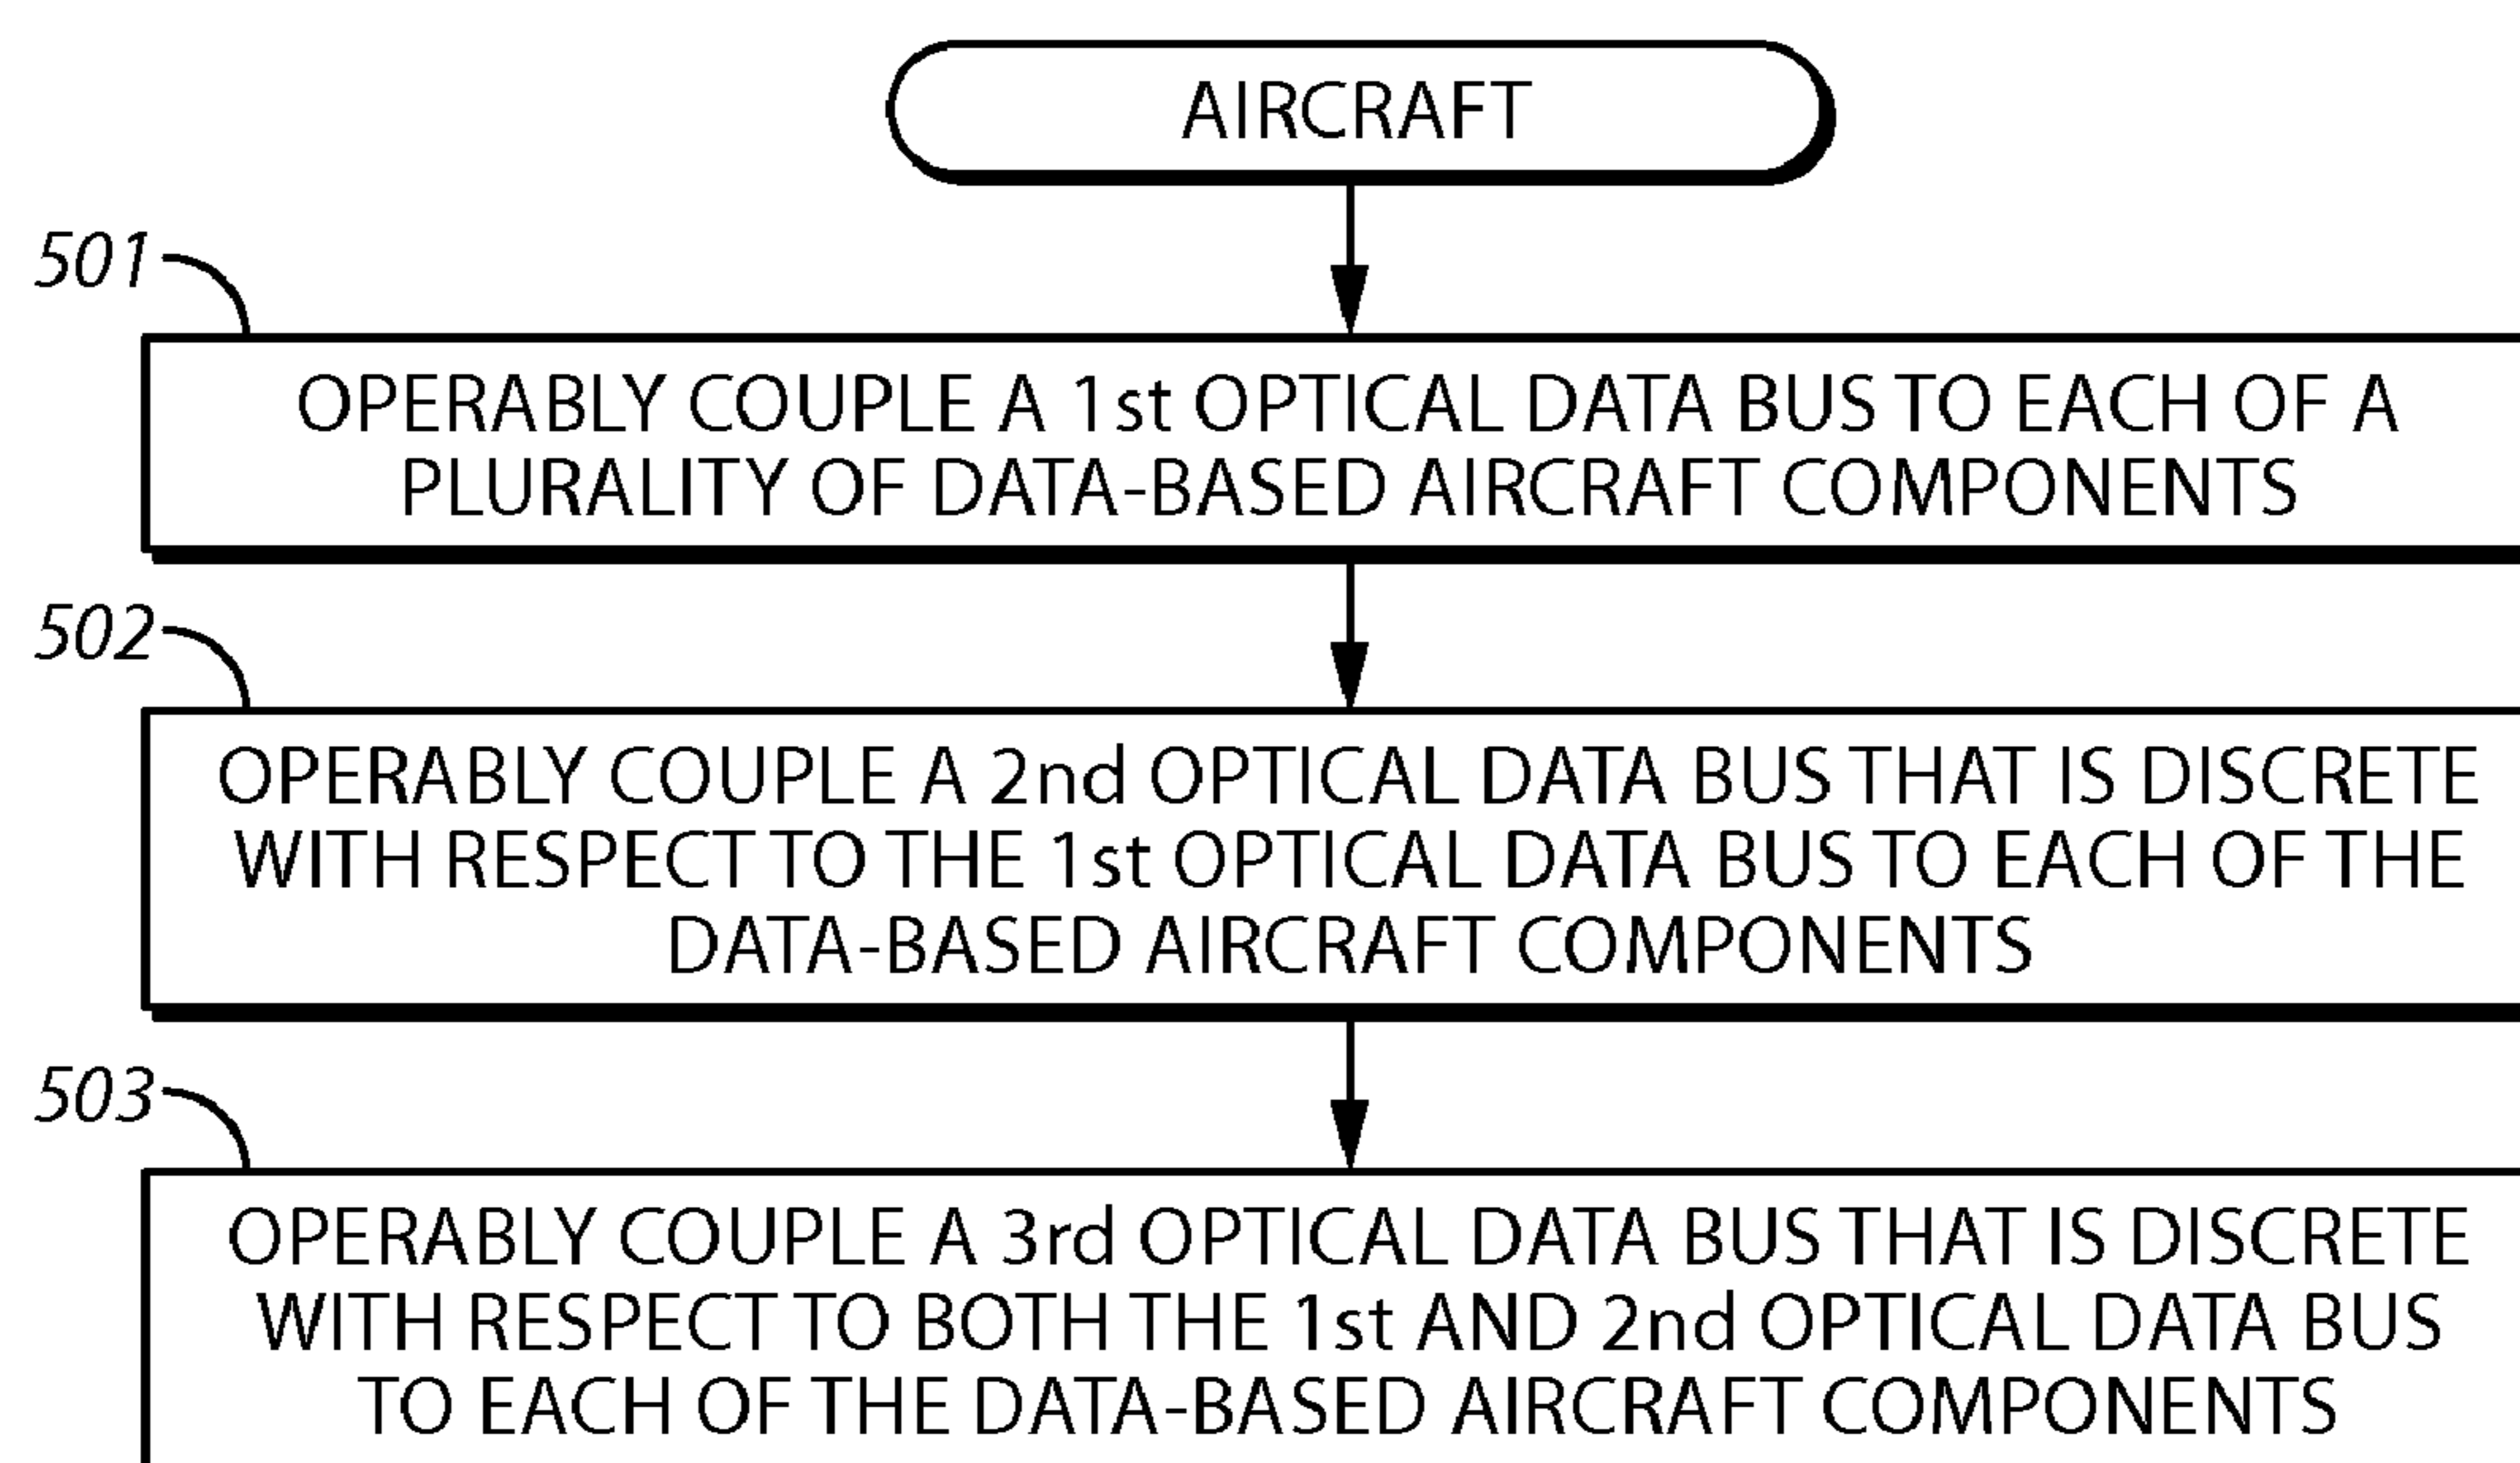 AIRCRAFT
501
OPERABLY COUPLE A 1st OPTICAL DATA BUS TO EACH OF A
PLURALITY OF DATA-BASED AIRCRAFT COMPONENTS
502
OPERABLY COUPLE A 2nd OPTICAL DATA BUS THAT IS DISCRETE
WITH RESPECT TO THE 1st OPTICAL DATA BUS TO EACH OF THE
DATA-BASED AIRCRAFT COMPONENTS
503
OPERABLY COUPLE A 3rd OPTICAL DATA BUS THAT IS DISCRETE
WITH RESPECT TO BOTH THE 1st AND 2nd OPTICAL DATA BUS
TO EACH OF THE DATA-BASED AIRCRAFT COMPONENTS